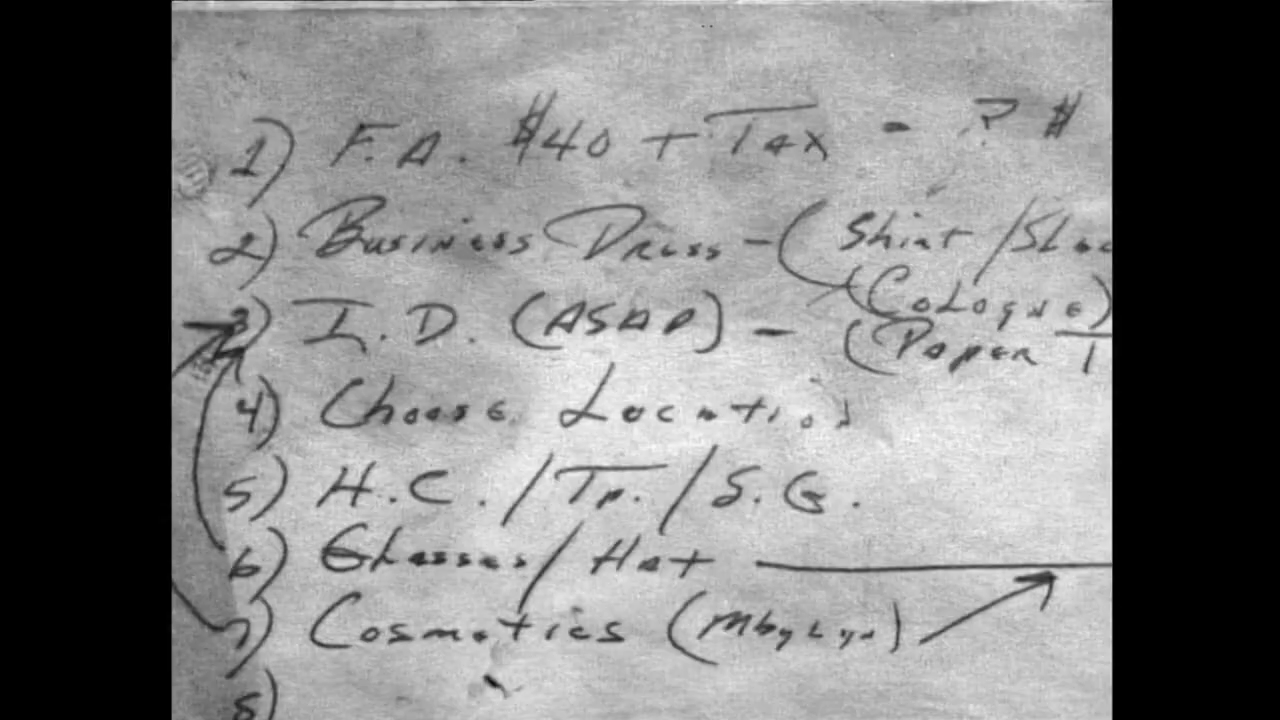 1) F.A. $40 + Tax - ? $
2) Business Dress - (Shirt /
(Cologne)
3) I.D. (ASAP) - (Paper
4) Choose Location
5) H.C. / Tp. / S.G.
6) Glasses / Hat
7) Cosmetics
8)